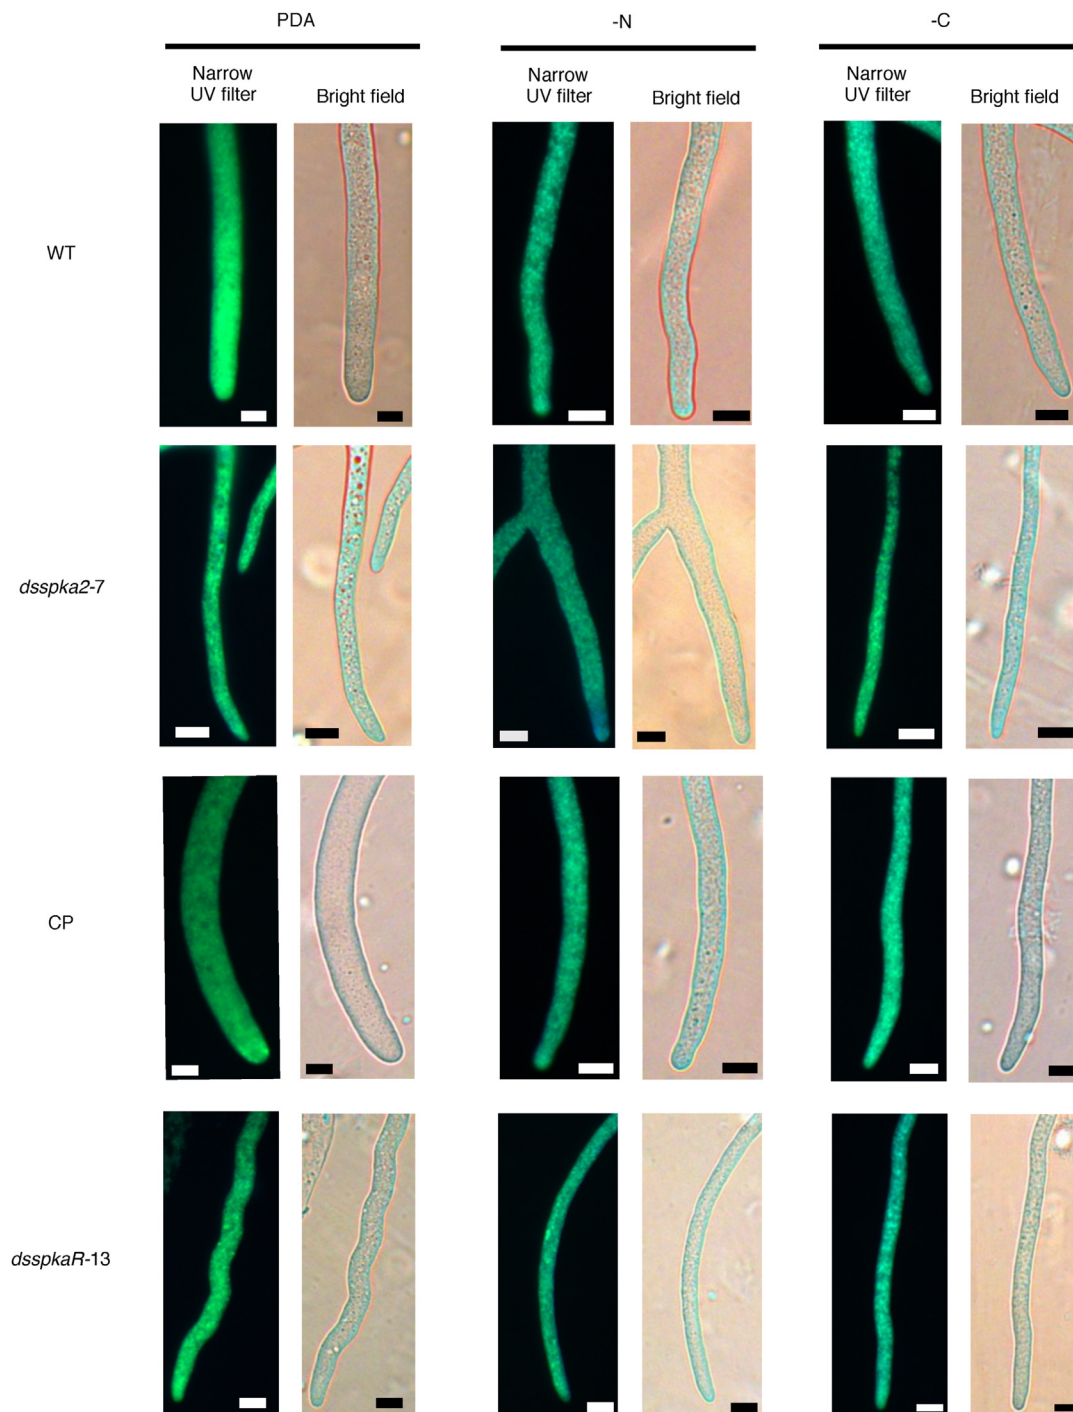 PDA
-N
-C
Narrow
UV filter
Bright field
Narrow
UV filter
Bright field
Narrow
UV filter
Bright field
WT
dsspka2-7
CP
dsspkaR-13